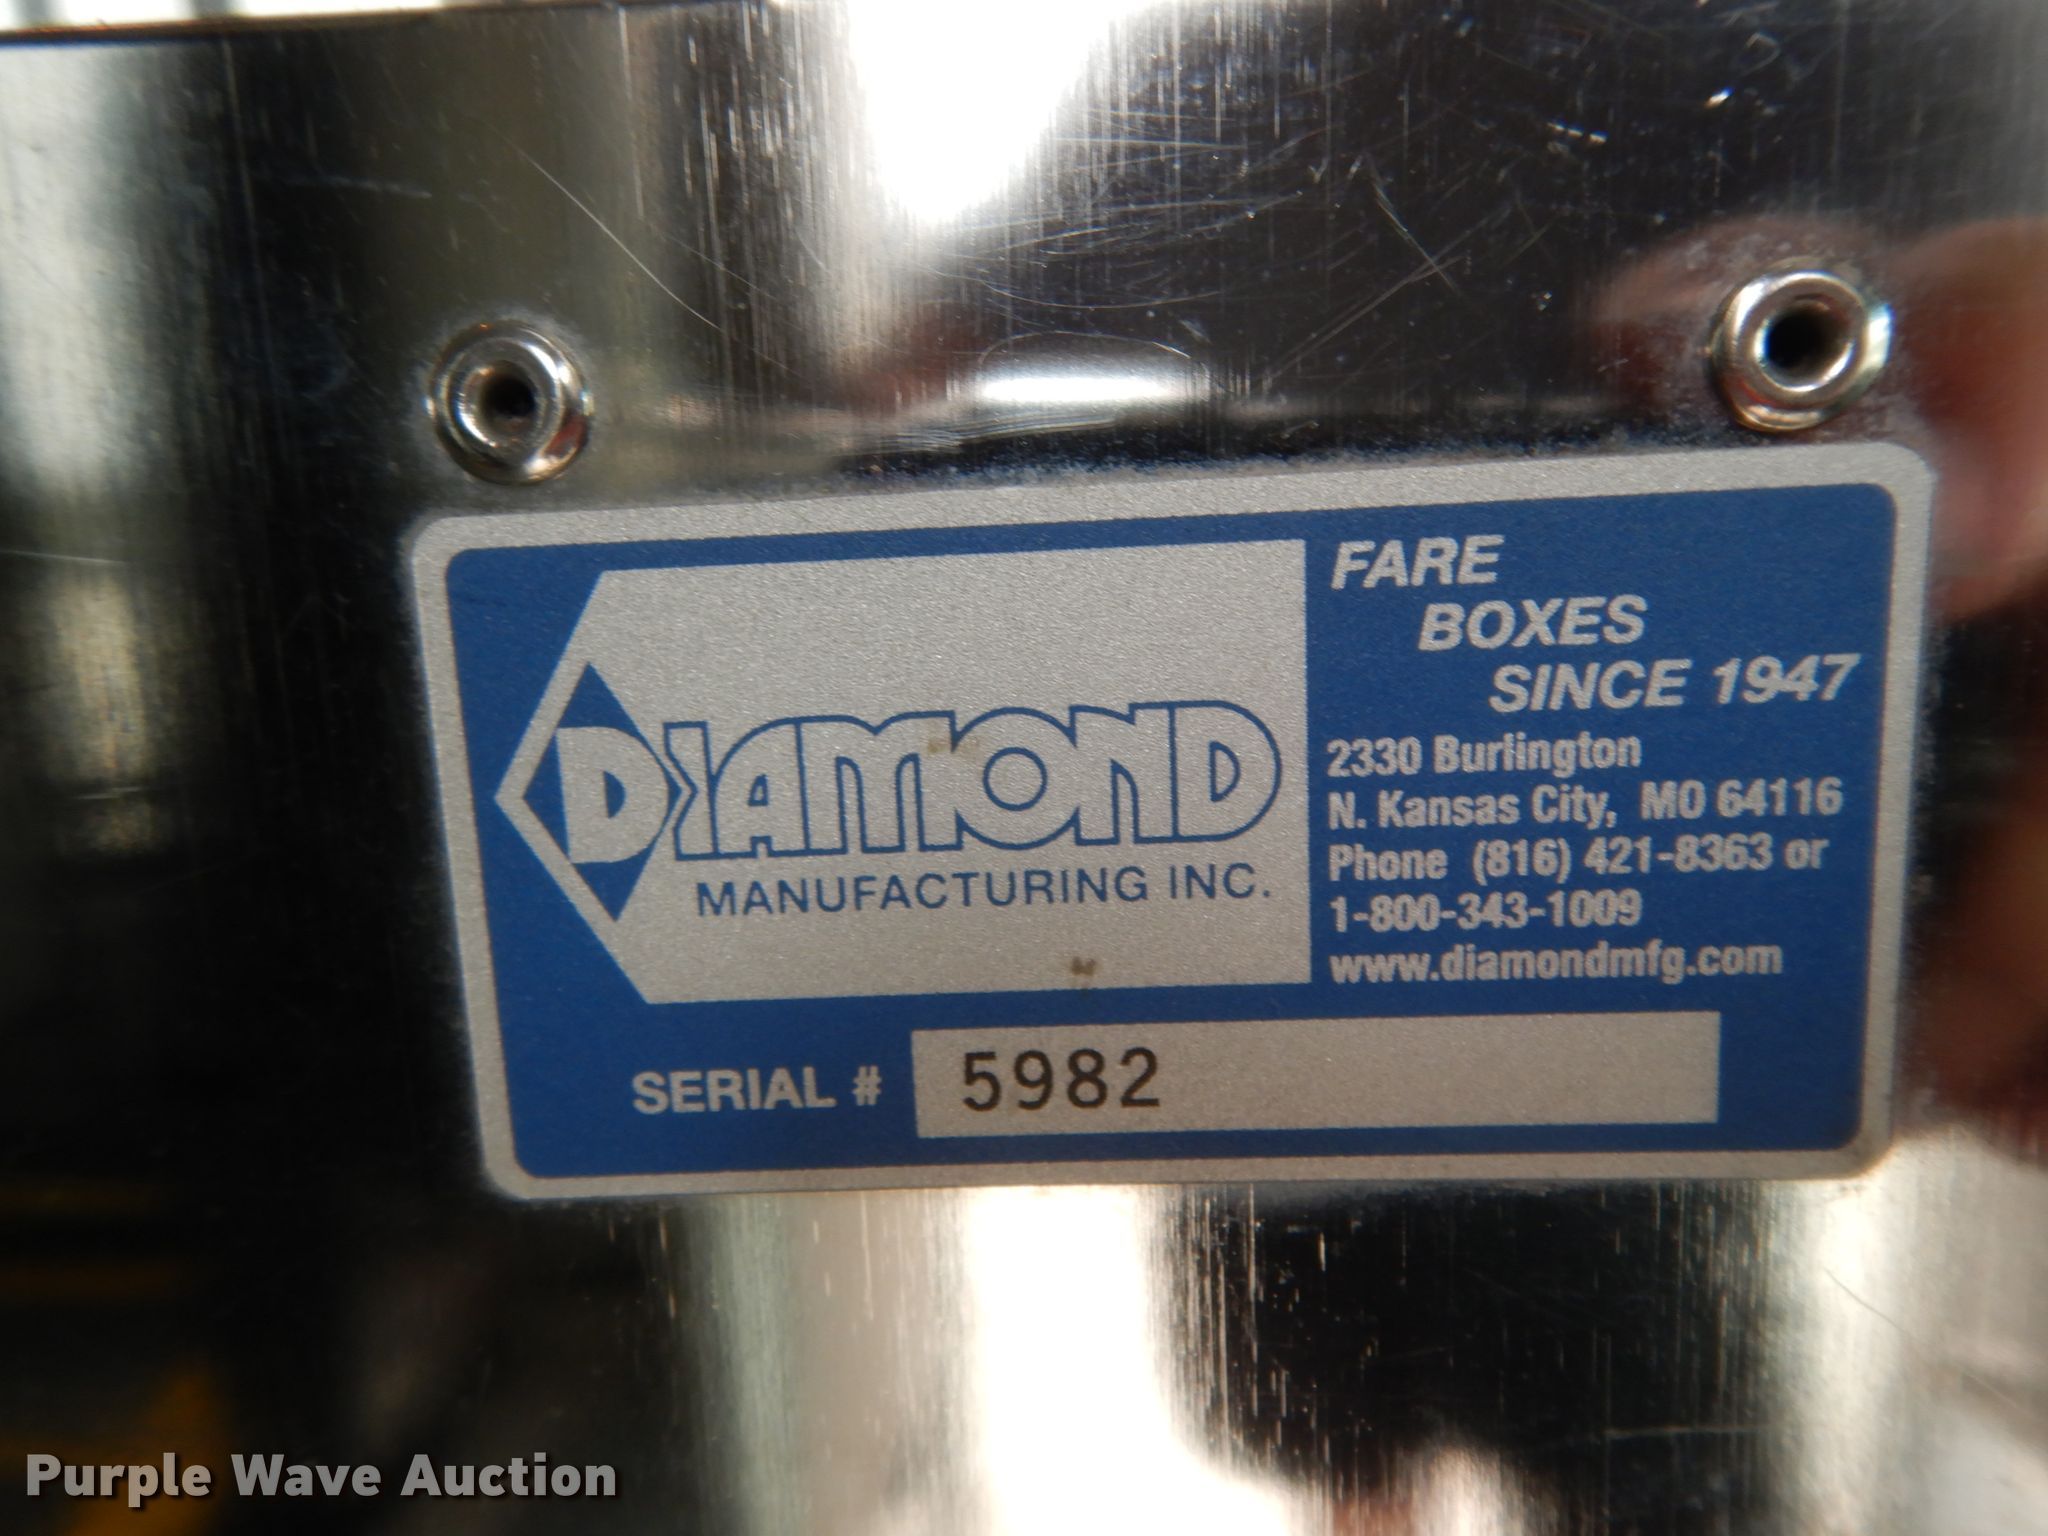 DIAMOND
MANUFACTURING INC.
FARE
BOXES
SINCE 1947
2330 Burlington
N. Kansas City, MO 64116
Phone (816) 421-8363 or
1-800-343-1009
www.diamondmfg.com
SERIAL # 5982
Purple Wave Auction